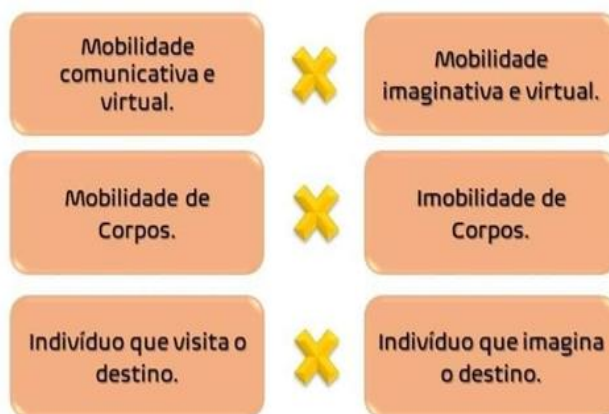 Mobilidade
comunicativa e
virtual.
Mobilidade
imaginativa e virtual.
Mobilidade de
Corpos.
Imobilidade de
Corpos.
Indivíduo que visita o
destino.
Indivíduo que imagina
o destino.